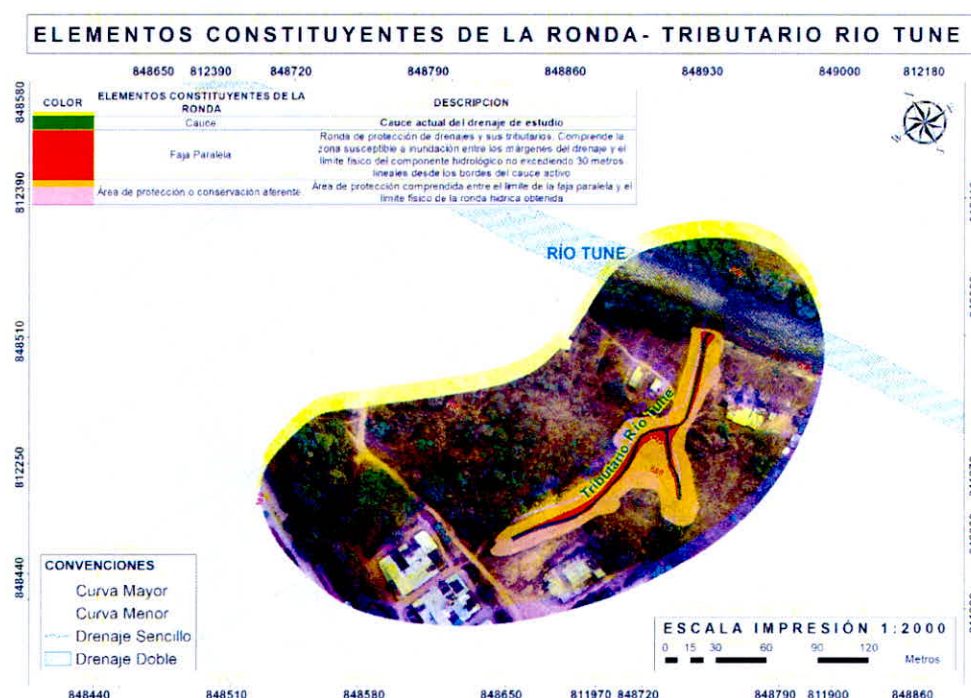 ELEMENTOS CONSTITUYENTES DE LA RONDA- TRIBUTARIO RIO TUNE
848650 812390 848720 848790 848860 848930 849000 812180
848580
812390
848510
812250
848440
COLOR ELEMENTOS CONSTITUYENTES DE LA RONDA DESCRIPCIÓN
Cauce Cauce actual del drenaje de estudio
Faja Paralela
Ronda de protección de drenajes y sus tributarios. Comprende la
zona susceptible a inundación entre los márgenes del drenaje y el
límite físico del componente hidrológico no excediendo 30 metros
lineales desde los bordes del cauce activo
Área de protección o conservación aferente
Área de protección comprendida entre el límite de la faja paralela y el
límite físico de la ronda hídrica obtenida
RÍO TUNE
Tributario Río Tune
CONVENCIONES
Curva Mayor
Curva Menor
Drenaje Sencillo
Drenaje Doble
ESCALA IMPRESIÓN 1:2000
0 15 30 60 90 120
Metros
848440 848510 848580 848650 811970 848720 848790 811900 848860